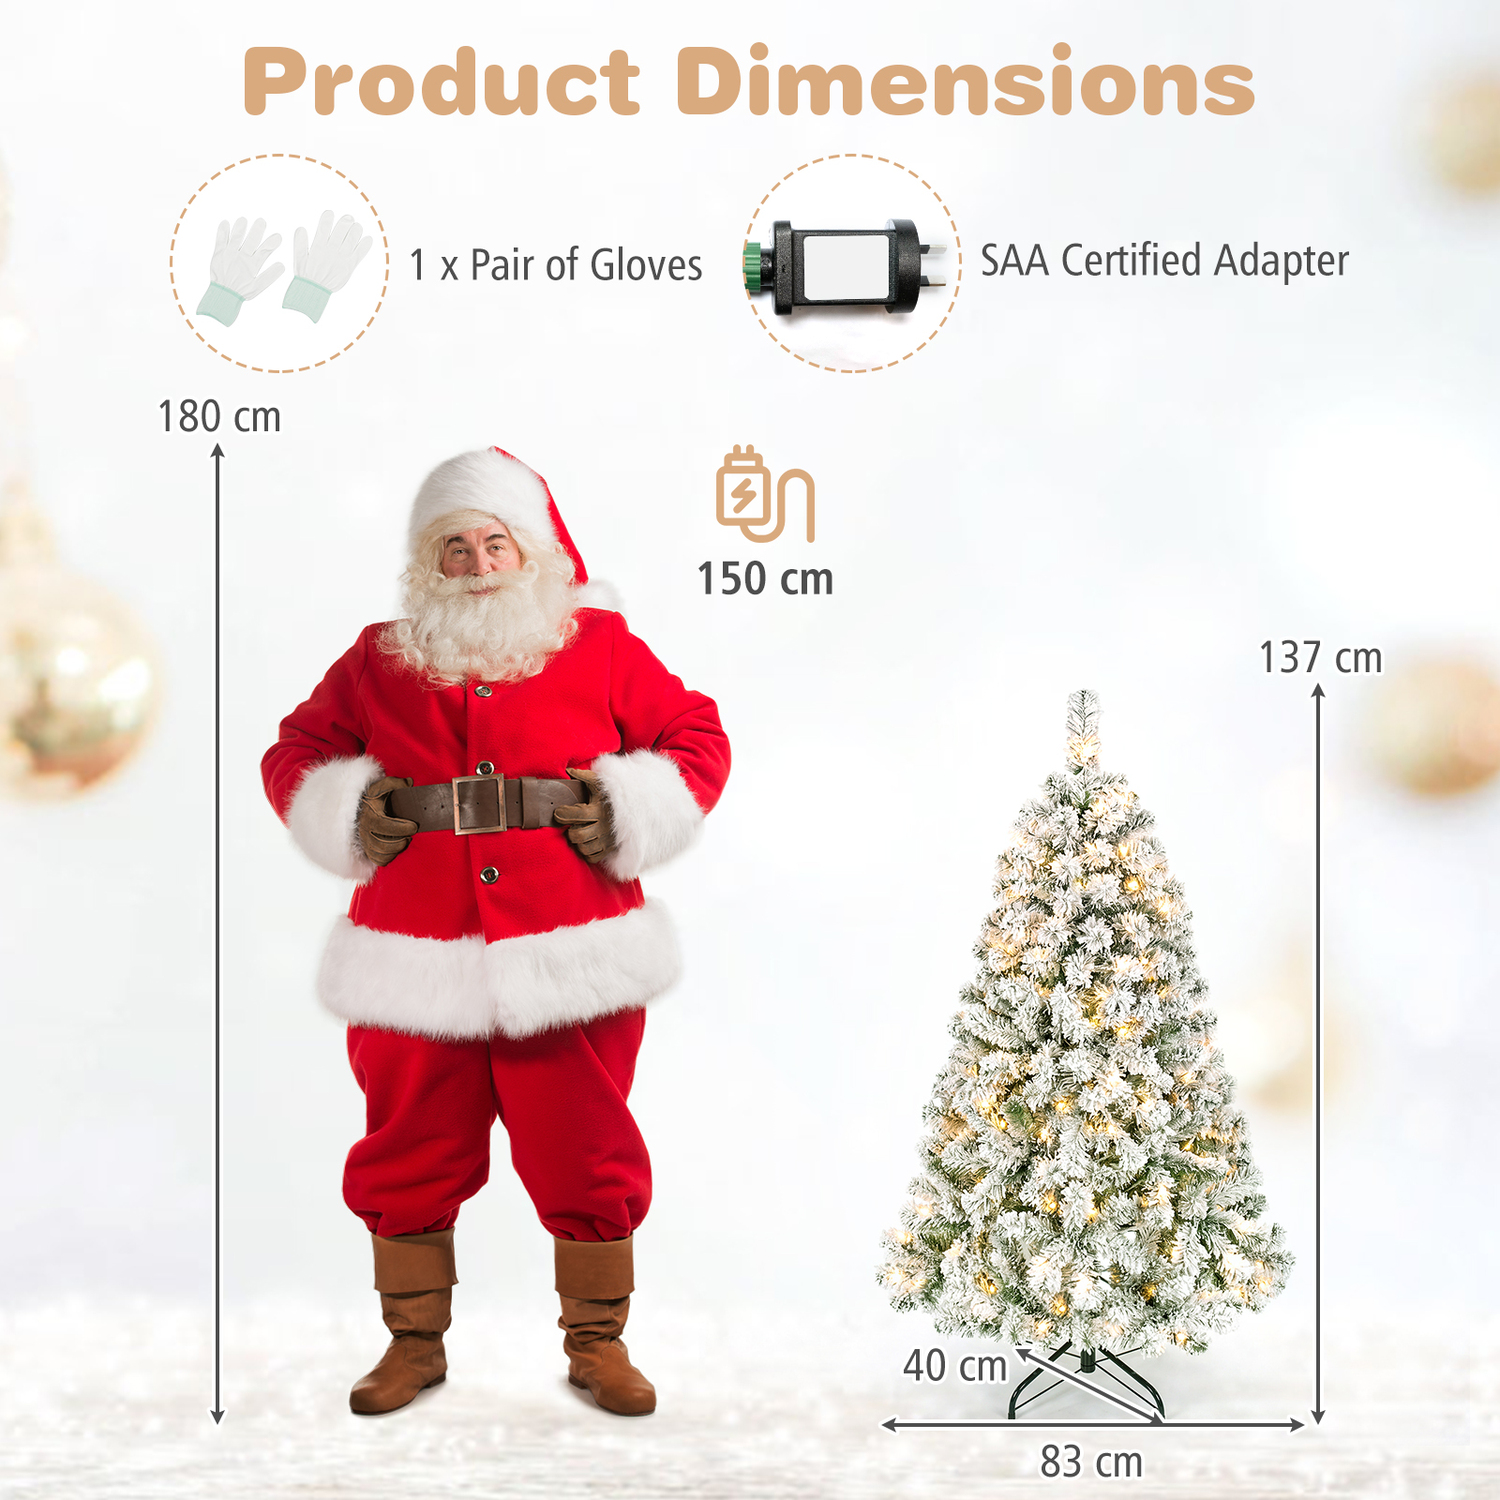 Product Dimensions
1 x Pair of Gloves
SAA Certified Adapter
180 cm
150 cm
137 cm
40 cm
83 cm